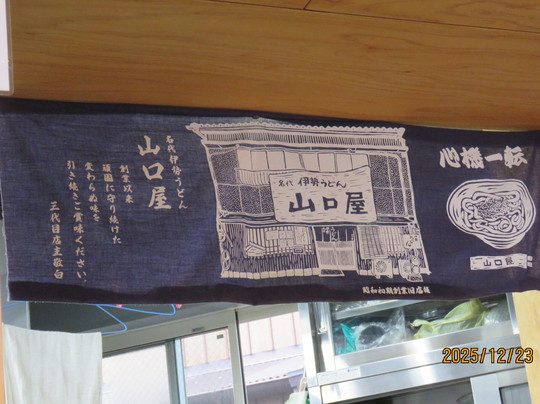 心機一転
山口屋
名代 伊勢うどん
山口屋
昭和初期創業旧店舗
名代伊勢うどん
山口屋
創業以来
頑固に守り続けた
変わらぬ味を
引き続きご賞味ください。
三代目店主敬白
2025/12/23